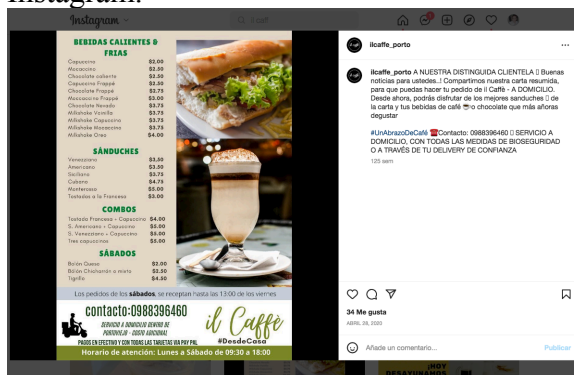 Instagram.
Instagram
il caff
BEBIDAS CALIENTES &
FRIAS
Capuccino $2,00
Mocaccino $2.50
Chocolate caliente $2.50
Capuccino Frappé $2.50
Chocolate Frappé $3.75
Moccaccino Frappé $3.00
Chocolate Nevado $3.75
Milkshake Vainilla $3.75
Milkshake Capuccino $3.75
Milkshake Mocaccino $3.75
Milkshake Oreo $4.00
SÁNDUCHES
Veneziano $3,50
Americano $3.50
Siciliano $3.75
Cubano $4.75
Monterosa $5.00
Tostadas a la Francesa $3.00
COMBOS
Tostada Francesa + Capuccino $4.00
S. Americano + Capuccino $5.00
S. Veneziano + Capuccino $5.00
Tres capuccinos $5.00
SÁBADOS
Bolón Queso $2.00
Bolón Chicharrón o mixto $2.50
Tigrillo $4.50
Los pedidos de los sábados, se receptan hasta las 13:00 de los viernes
contacto:0988396460
SERVICIO A DOMICILIO DENTRO DE
PORTOVIEJO - COSTO ADICIONAL
PAGOS EN EFECTIVO Y CON TODAS LAS TARJETAS VIA PAY PAL
il Caffè
#DesdeCasa
Horario de atención: Lunes a Sábado de 09:30 a 18:00
ilcaffe_porto
ilcaffe_porto A NUESTRA DISTINGUIDA CLIENTELA Buenas
noticias para ustedes..! Compartimos nuestra carta resumida,
para que puedas hacer tu pedido de il Caffè - A DOMICILIO.
Desde ahora, podrás disfrutar de los mejores sanduches de
la carta y tus bebidas de café o chocolate que más añoras
degustar
#UnAbrazoDeCafé Contacto: 0988396460 SERVICIO A
DOMICILIO, CON TODAS LAS MEDIDAS DE BIOSEGURIDAD
O A TRAVÉS DE TU DELIVERY DE CONFIANZA
125 sem
34 Me gusta
ABRIL 28, 2020
Añade un comentario...
Publicar
¡HOY
DESAYUNAMOS